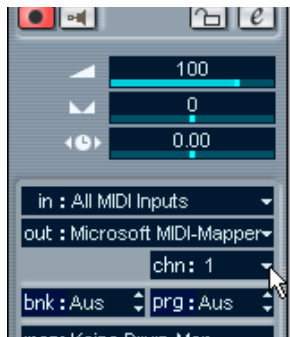 e
100
0
0.00
in : All MIDI Inputs
out : Microsoft MIDI-Mapper
chn: 1
bnk : Aus prg : Aus